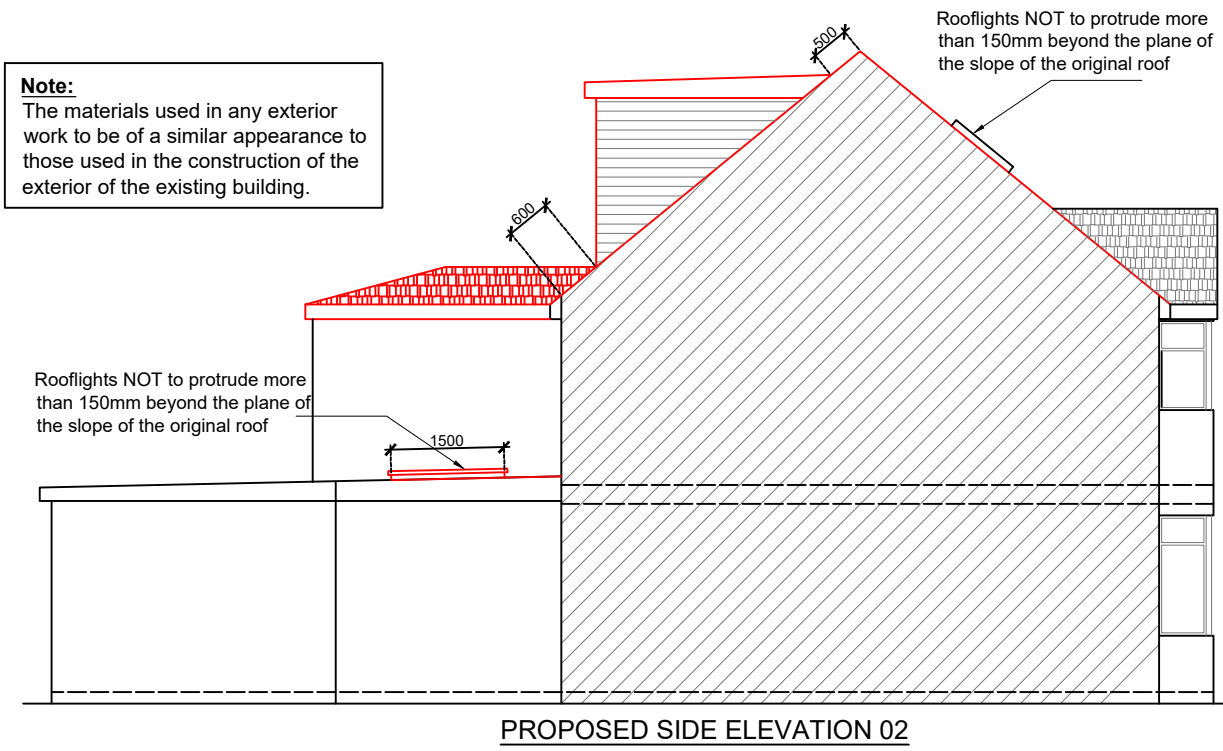 Rooflights NOT to protrude more
than 150mm beyond the plane of
the slope of the original roof
500
Note:
The materials used in any exterior
work to be of a similar appearance to
those used in the construction of the
exterior of the existing building.
600
Rooflights NOT to protrude more
than 150mm beyond the plane of
the slope of the original roof
1500
PROPOSED SIDE ELEVATION 02